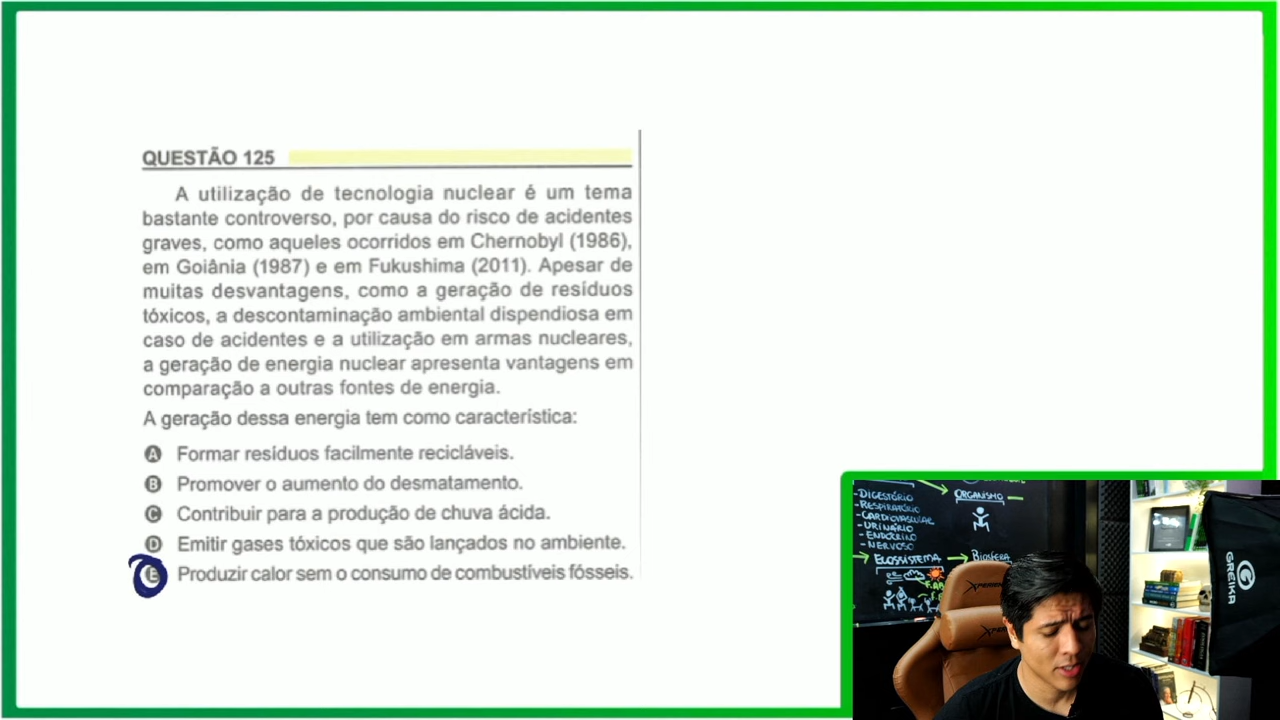 QUESTÃO 125
A utilização de tecnologia nuclear é um tema
bastante controverso, por causa do risco de acidentes
graves, como aqueles ocorridos em Chernobyl (1986),
em Goiânia (1987) e em Fukushima (2011). Apesar de
muitas desvantagens, como a geração de resíduos
tóxicos, a descontaminação ambiental dispendiosa em
caso de acidentes e a utilização em armas nucleares,
a geração de energia nuclear apresenta vantagens em
comparação a outras fontes de energia.
A geração dessa energia tem como característica:
A Formar resíduos facilmente recicláveis.
B Promover o aumento do desmatamento.
C Contribuir para a produção de chuva ácida.
D Emitir gases tóxicos que são lançados no ambiente.
E Produzir calor sem o consumo de combustíveis fósseis.
-DIGESTÓRIO
-RESPIRATÓRIO
-CARDIOVASCULAR
-URINÁRIO
-ENDÓCRINO
-NERVOSO
ORGANISMO
ECOSSISTEMA
BIOSFERA
GREIKA